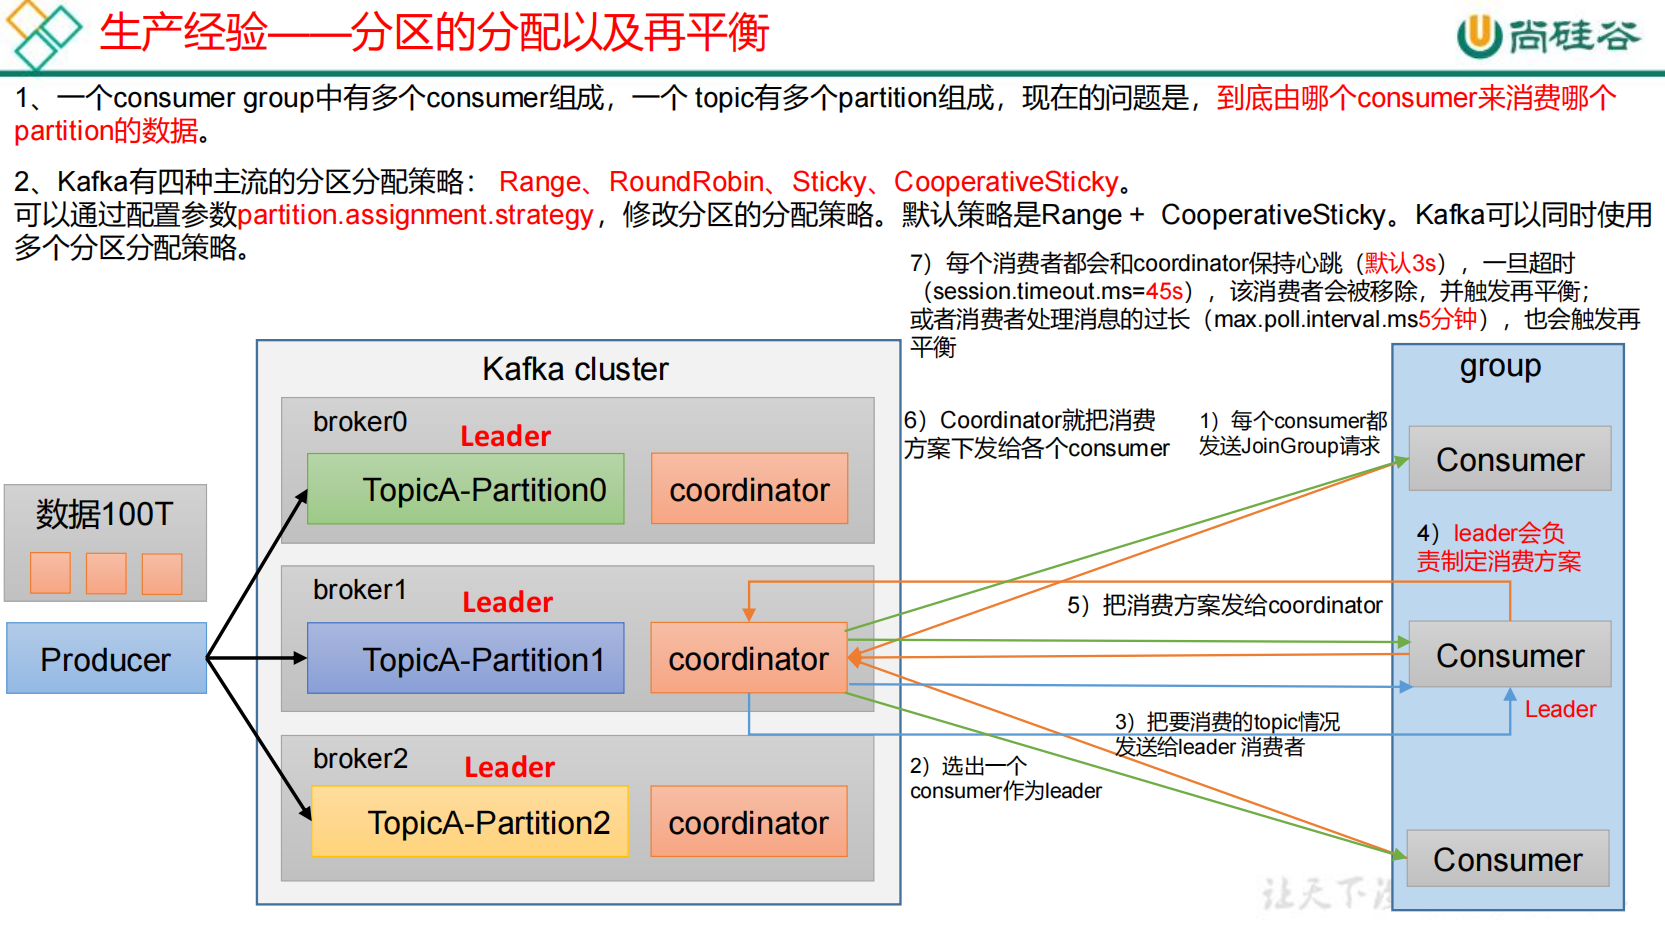 生产经验——分区的分配以及再平衡
尚硅谷
1、一个consumer group中有多个consumer组成，一个 topic有多个partition组成，现在的问题是，到底由哪个consumer来消费哪个
partition的数据。
2、Kafka有四种主流的分区分配策略： Range、RoundRobin、Sticky、CooperativeSticky。
可以通过配置参数partition.assignment.strategy，修改分区的分配策略。默认策略是Range + CooperativeSticky。Kafka可以同时使用
多个分区分配策略。
7）每个消费者都会和coordinator保持心跳（默认3s），一旦超时
（session.timeout.ms=45s），该消费者会被移除，并触发再平衡；
或者消费者处理消息的过长（max.poll.interval.ms5分钟），也会触发再
平衡
Kafka cluster
broker0
Leader
TopicA-Partition0
coordinator
broker1
Leader
TopicA-Partition1
coordinator
broker2
Leader
TopicA-Partition2
coordinator
数据100T
Producer
6）Coordinator就把消费
方案下发给各个consumer
1）每个consumer都
发送JoinGroup请求
5）把消费方案发给coordinator
3）把要消费的topic情况
发送给leader 消费者
2）选出一个
consumer作为leader
group
Consumer
4）leader会负
责制定消费方案
Consumer
Leader
Consumer
让天下没